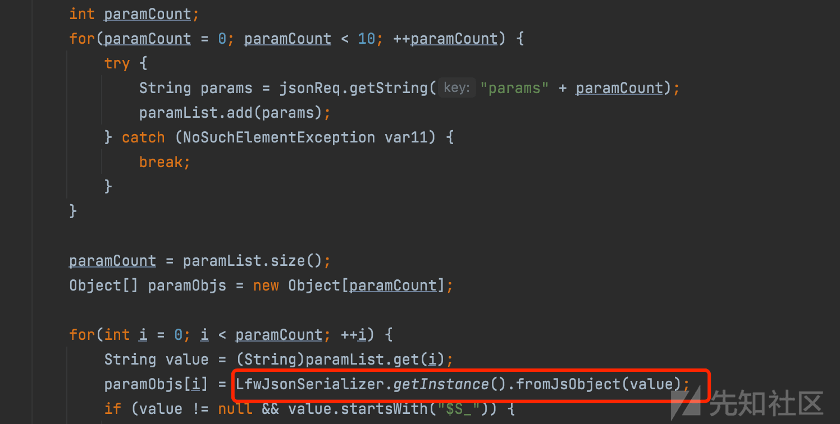 int paramCount;
for(paramCount = 0; paramCount < 10; ++paramCount) {
try {
String params = jsonReq.getString( key: "params" + paramCount);
paramList.add(params);
} catch (NoSuchElementException var11) {
break;
}
}
paramCount = paramList.size();
Object[] paramObjs = new Object[paramCount];
for(int i = 0; i < paramCount; ++i) {
String value = (String)paramList.get(i);
paramObjs[i] = LfwJsonSerializer.getInstance().fromJsObject(value);
if (value != null && value.startsWith("$S_")) {
先知社区